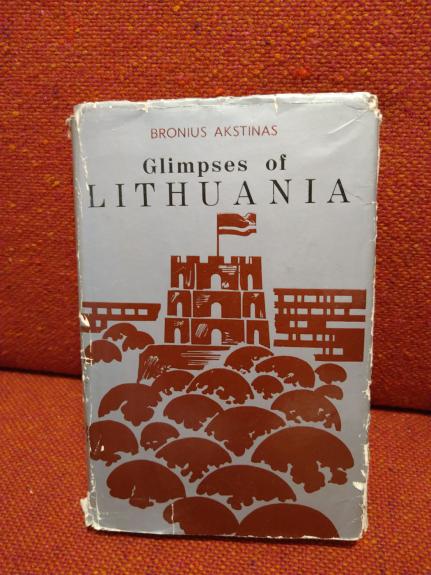 BRONIUS AKSTINAS
Glimpses of
LITHUANIA